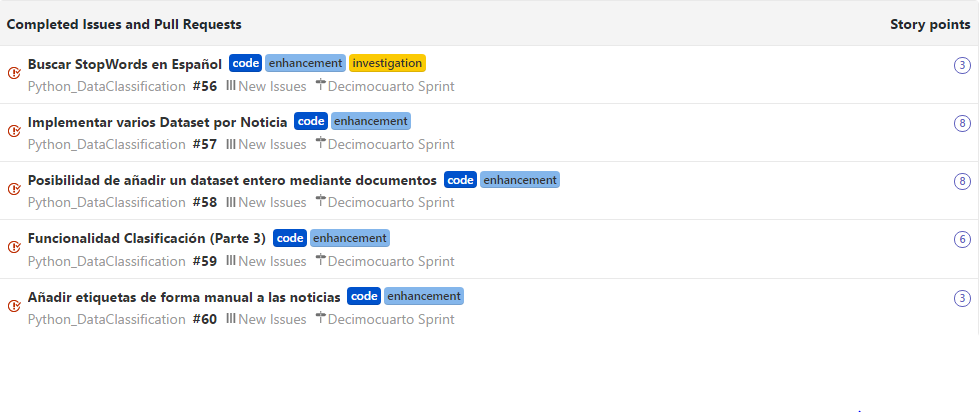 Completed Issues and Pull Requests Story points
Buscar StopWords en Español code enhancement investigation 3
Python_DataClassification #56 New Issues Decimocuarto Sprint
Implementar varios Dataset por Noticia code enhancement 8
Python_DataClassification #57 New Issues Decimocuarto Sprint
Posibilidad de añadir un dataset entero mediante documentos code enhancement 8
Python_DataClassification #58 New Issues Decimocuarto Sprint
Funcionalidad Clasificación (Parte 3) code enhancement 6
Python_DataClassification #59 New Issues Decimocuarto Sprint
Añadir etiquetas de forma manual a las noticias code enhancement 3
Python_DataClassification #60 New Issues Decimocuarto Sprint